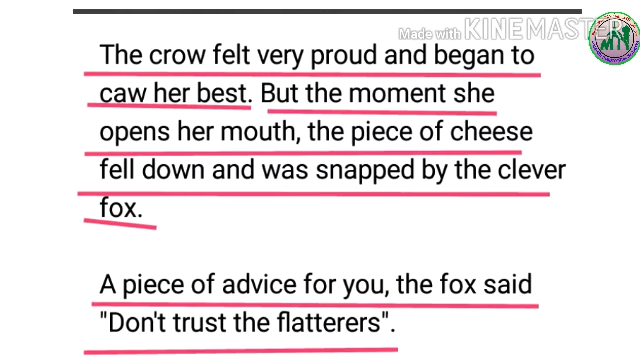 Made with KINEMASTER
The crow felt very proud and began to
caw her best. But the moment she
opens her mouth, the piece of cheese
fell down and was snapped by the clever
fox.
A piece of advice for you, the fox said
"Don't trust the flatterers".